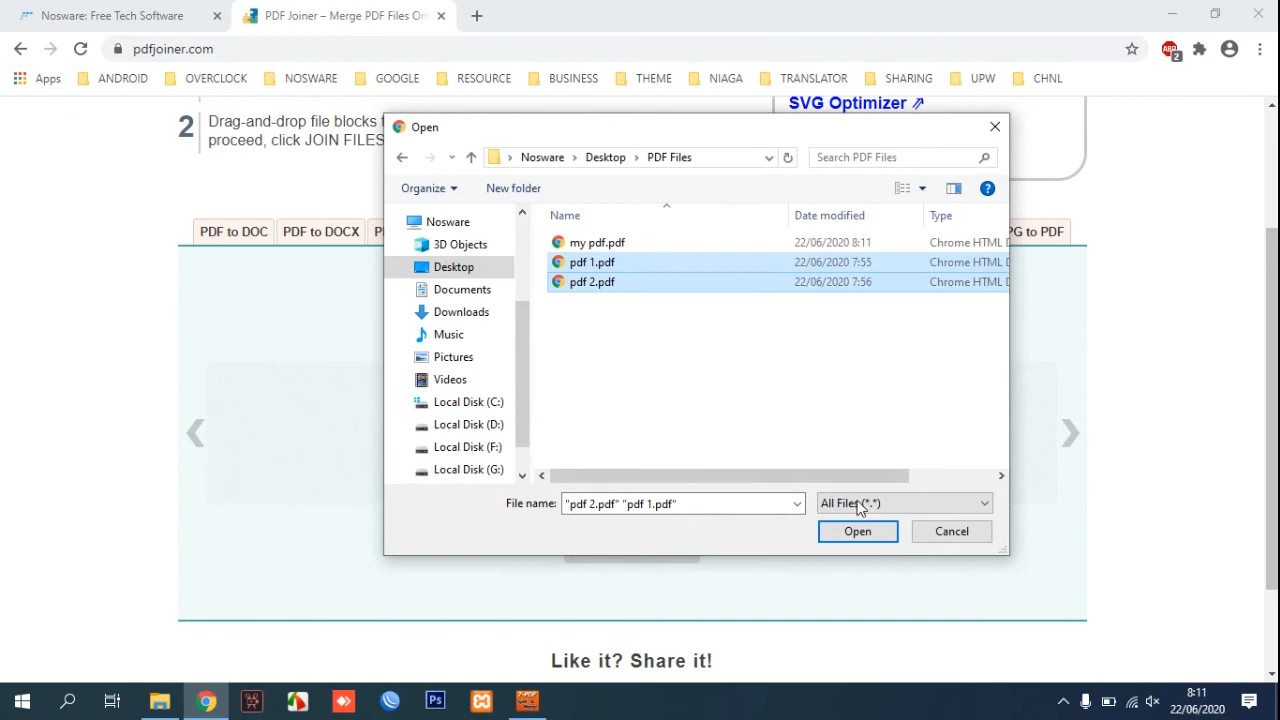 Nosware: Free Tech Software
PDF Joiner – Merge PDF Files On
pdfjoiner.com
ABP
2
Apps ANDROID OVERCLOCK NOSWARE GOOGLE RESOURCE BUSINESS THEME NIAGA TRANSLATOR SHARING UPW CHNL
SVG Optimizer
2 Drag-and-drop file blocks
proceed, click JOIN FILES
PDF to DOC PDF to DOCX
PG to PDF
Open
Nosware > Desktop > PDF Files
Search PDF Files
Organize New folder
Name Date modified Type
Nosware
3D Objects
Desktop
Documents
Downloads
Music
Pictures
Videos
Local Disk (C:)
Local Disk (D:)
Local Disk (F:)
Local Disk (G:)
my pdf.pdf 22/06/2020 8:11 Chrome HTML D
pdf 1.pdf 22/06/2020 7:55 Chrome HTML D
pdf 2.pdf 22/06/2020 7:56 Chrome HTML D
File name: "pdf 2.pdf" "pdf 1.pdf" All Files (*.*)
Open Cancel
Like it? Share it!
Ps
7-PDF
8:11
22/06/2020